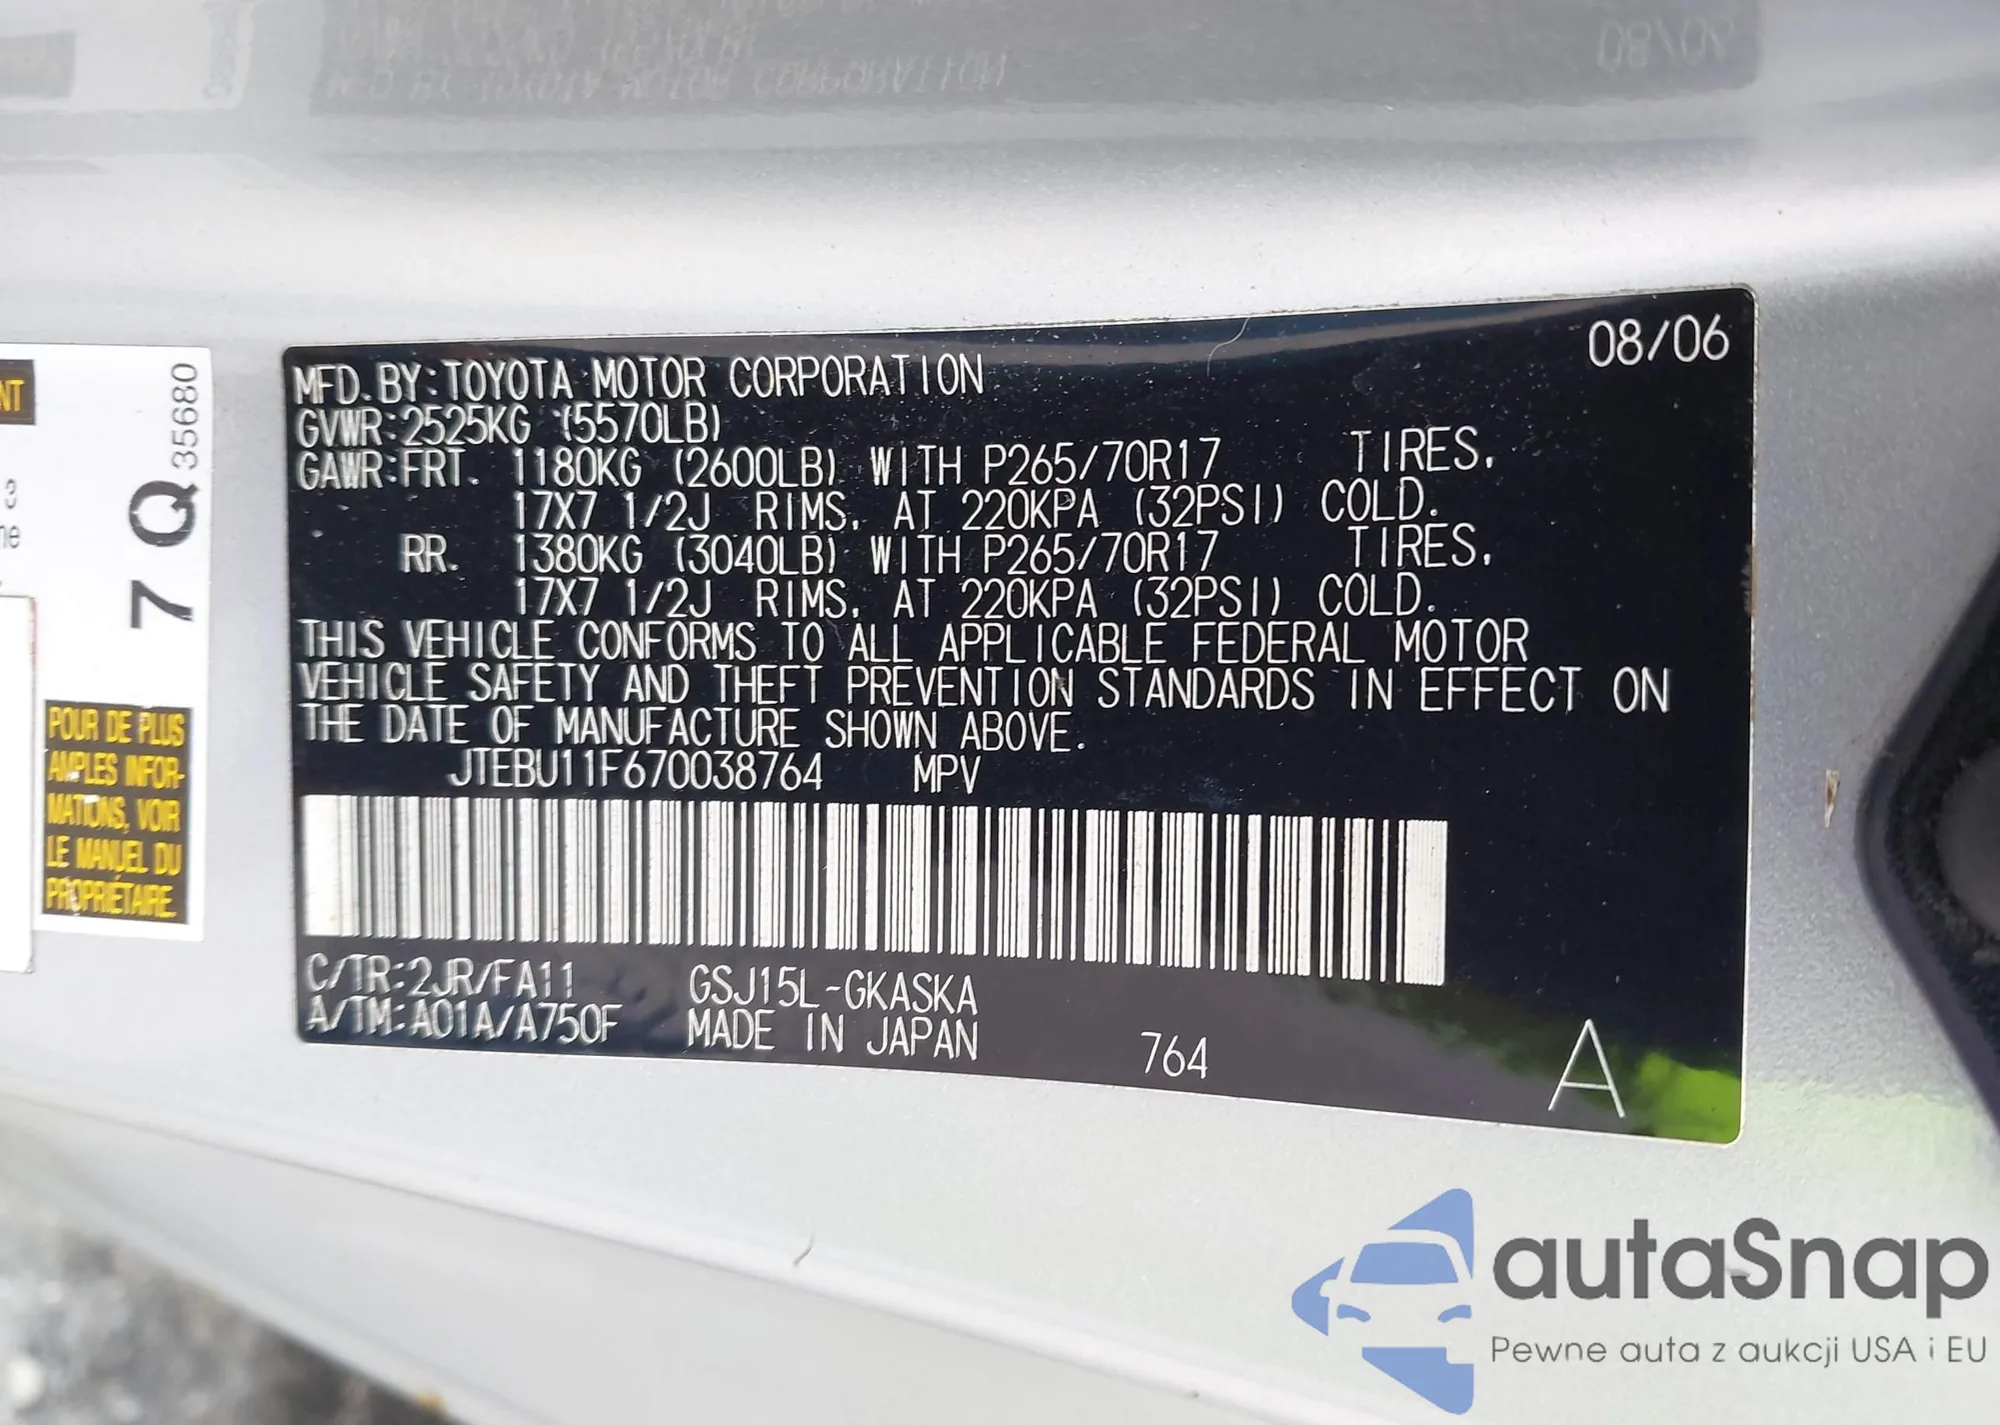 08/06
MFD.BY:TOYOTA MOTOR CORPORATION
GVWR:2525KG (5570LB)
GAWR:FRT. 1180KG (2600LB) WITH P265/70R17 TIRES,
17X7 1/2J RIMS, AT 220KPA (32PSI) COLD.
RR. 1380KG (3040LB) WITH P265/70R17 TIRES,
17X7 1/2J RIMS, AT 220KPA (32PSI) COLD.
THIS VEHICLE CONFORMS TO ALL APPLICABLE FEDERAL MOTOR
VEHICLE SAFETY AND THEFT PREVENTION STANDARDS IN EFFECT ON
THE DATE OF MANUFACTURE SHOWN ABOVE.
JTEBU11F670038764 MPV
C/TR:2JR/FA11 GSJ15L-GKASKA
A/TM:A01A/A750F MADE IN JAPAN 764 A
7 Q 35680
POUR DE PLUS
AMPLES INFOR-
MATIONS, VOIR
LE MANUEL DU
PROPRIÉTAIRE.
autaSnap
Pewne auta z aukcji USA i EU